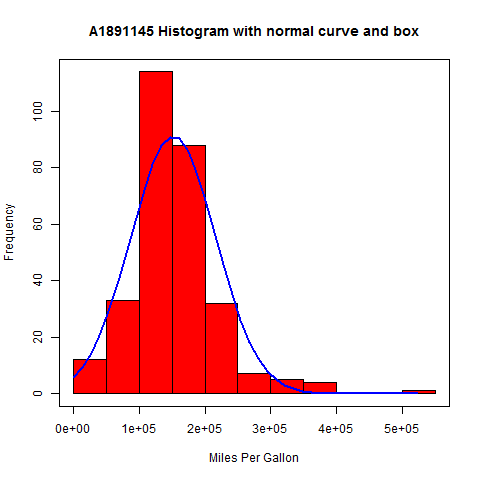 A1891145 Histogram with normal curve and box
Frequency
100
80
60
40
20
0
0e+00 1e+05 2e+05 3e+05 4e+05 5e+05
Miles Per Gallon